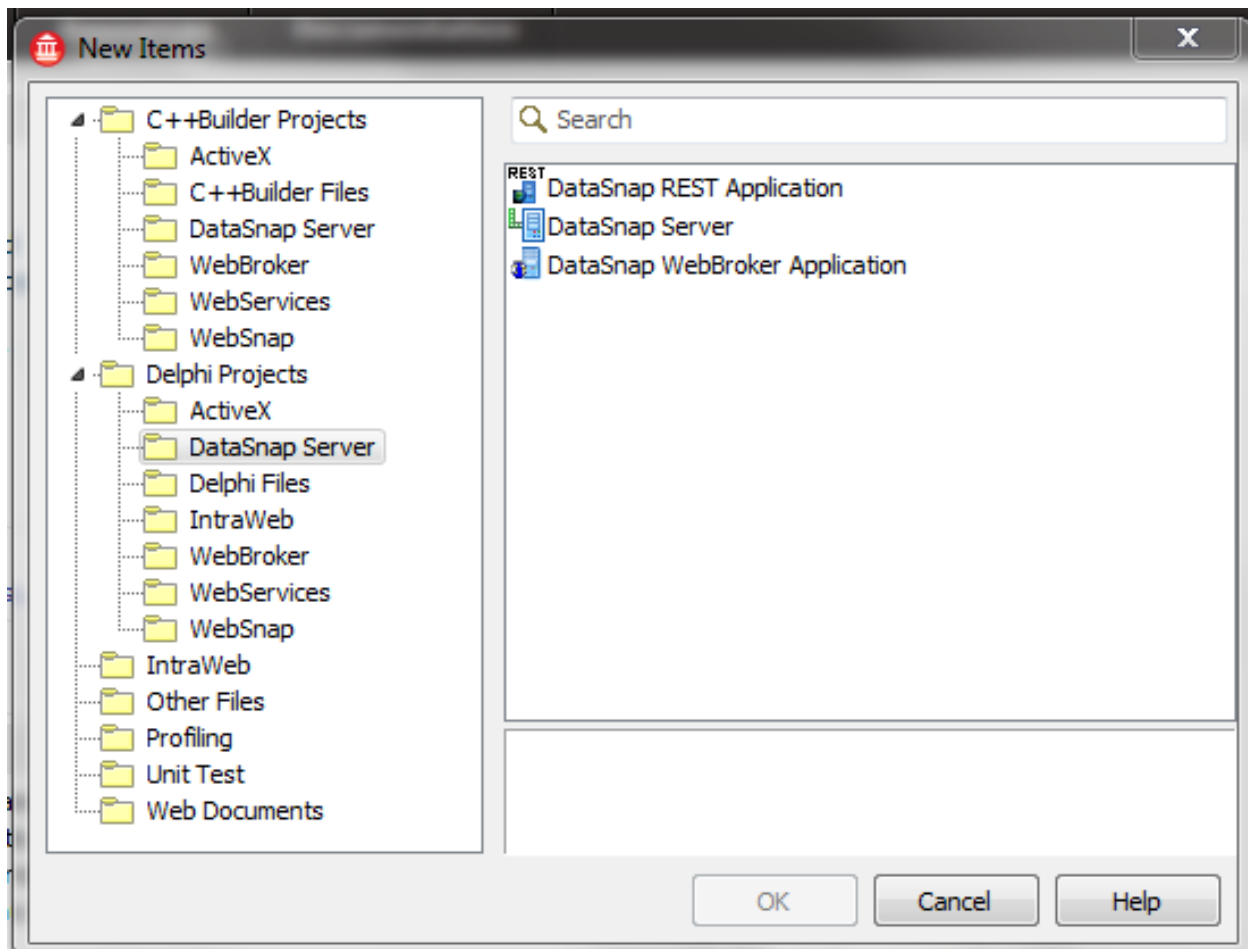 New Items
C++Builder Projects
ActiveX
C++Builder Files
DataSnap Server
WebBroker
WebServices
WebSnap
Delphi Projects
ActiveX
DataSnap Server
Delphi Files
IntraWeb
WebBroker
WebServices
WebSnap
IntraWeb
Other Files
Profiling
Unit Test
Web Documents
Search
REST
DataSnap REST Application
DataSnap Server
DataSnap WebBroker Application
OK
Cancel
Help